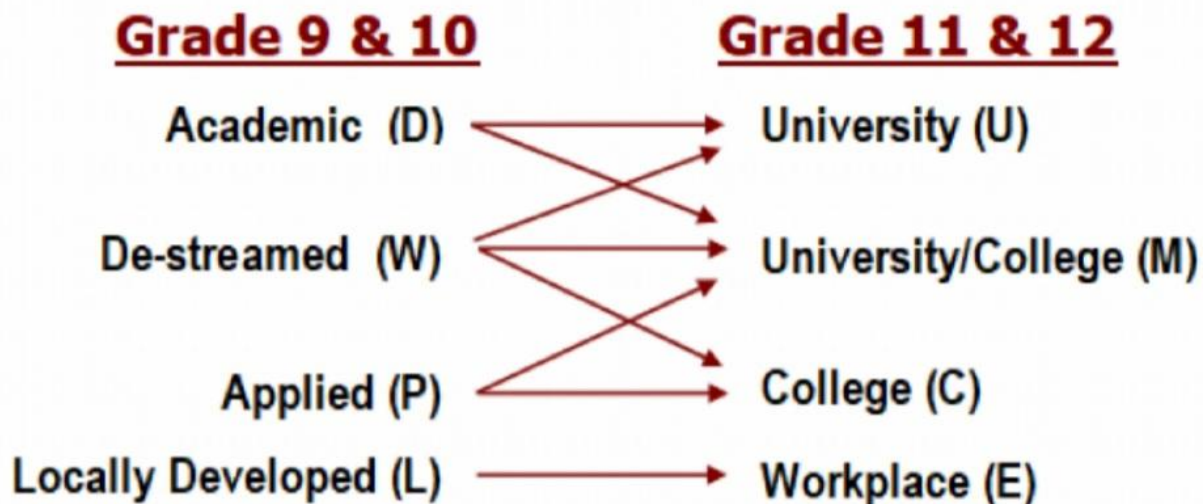 Grade 9 & 10
Grade 11 & 12
Academic (D)
University (U)
De-streamed (W)
University/College (M)
Applied (P)
College (C)
Locally Developed (L)
Workplace (E)